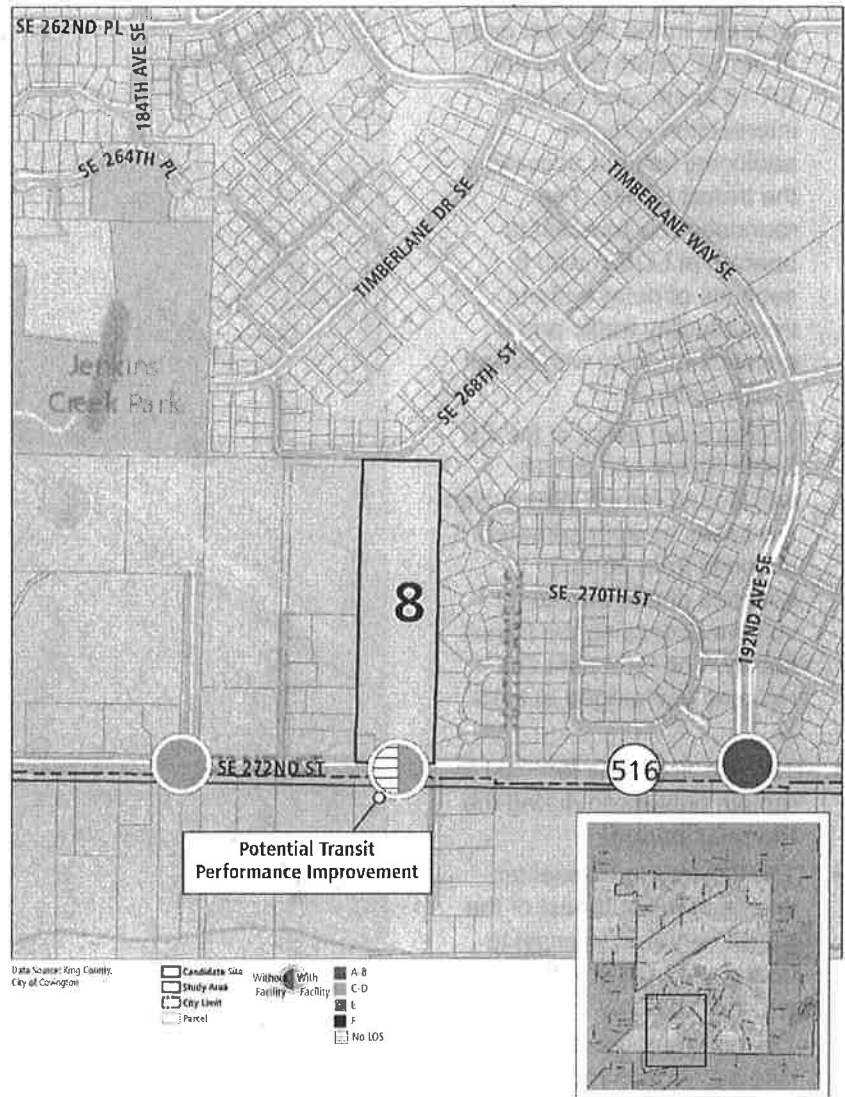 SE 262ND PL
184TH AVE SE
SE 264TH PL
TIMBERLANE WAY SE
TIMBERLANE DR SE
Jenkins
Creek Park
SE 268TH ST
8
SE 270TH ST
192ND AVE SE
SE 272ND ST
516
Potential Transit
Performance Improvement
Data Source: King County,
City of Covington
Candidate Site
Study Area
City Limit
Parcel
Without With
Facility Facility
A-B
C-D
E
F
No LOS